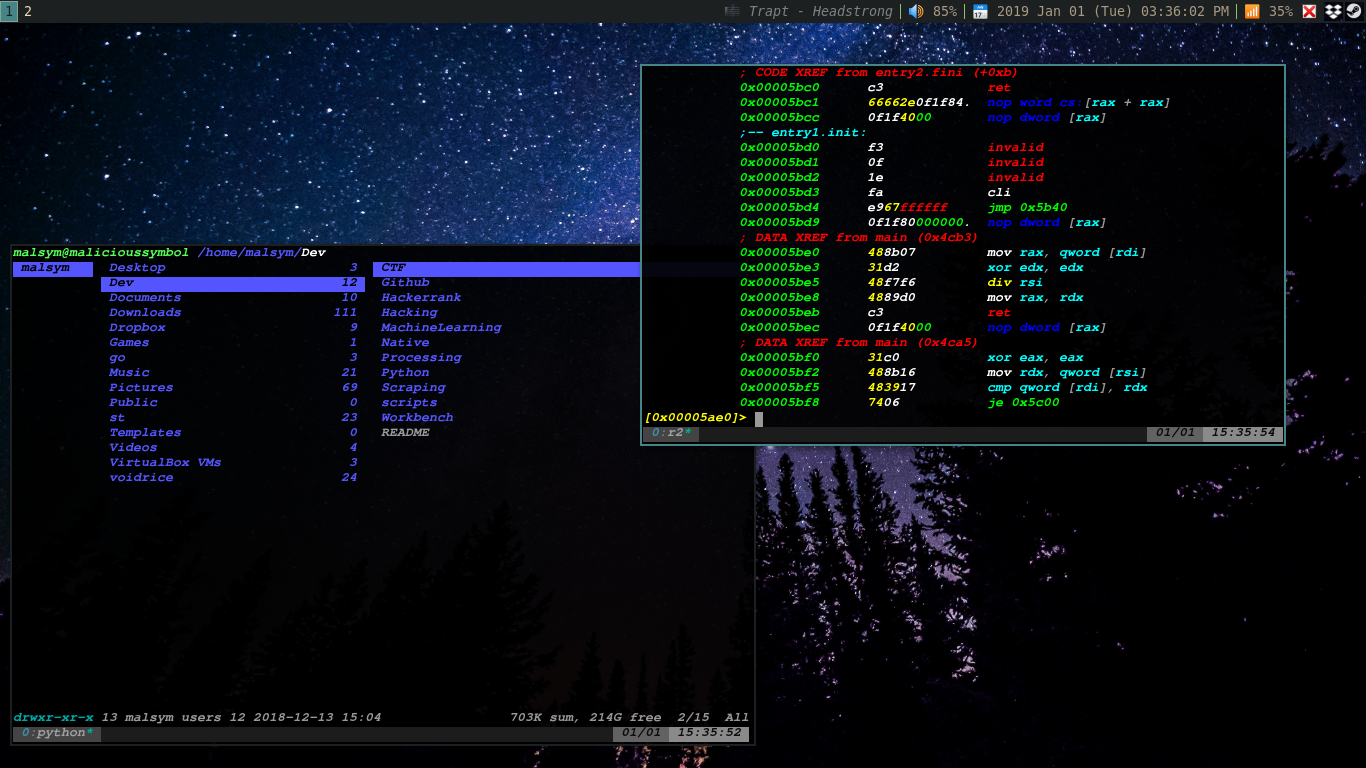 1 2 Trapt - Headstrong 85% 2019 Jan 01 (Tue) 03:36:02 PM 35%
; CODE XREF from entry2.fini (+0xb)
0x00005bc0 c3 ret
0x00005bc1 66662e0f1f84. nop word cs:[rax + rax]
0x00005bcc 0f1f4000 nop dword [rax]
;-- entry1.init:
0x00005bd0 f3 invalid
0x00005bd1 0f invalid
0x00005bd2 1e invalid
0x00005bd3 fa cli
0x00005bd4 e967ffffff jmp 0x5b40
0x00005bd9 0f1f80000000. nop dword [rax]
; DATA XREF from main (0x4cb3)
0x00005be0 488b07 mov rax, qword [rdi]
0x00005be3 31d2 xor edx, edx
0x00005be5 48f7f6 div rsi
0x00005be8 4889d0 mov rax, rdx
0x00005beb c3 ret
0x00005bec 0f1f4000 nop dword [rax]
; DATA XREF from main (0x4ca5)
0x00005bf0 31c0 xor eax, eax
0x00005bf2 488b16 mov rdx, qword [rsi]
0x00005bf5 483917 cmp qword [rdi], rdx
0x00005bf8 7406 je 0x5c00
[0x00005ae0]>
0:r2* 01/01 15:35:54
malsym@malicioussymbol /home/malsym/Dev
malsym Desktop 3 CTF
Dev 12 Github
Documents 10 Hackerrank
Downloads 111 Hacking
Dropbox 9 MachineLearning
Games 1 Native
go 3 Processing
Music 21 Python
Pictures 69 Scraping
Public 0 scripts
st 23 Workbench
Templates 0 README
Videos 4
VirtualBox VMs 3
voidrice 24
drwxr-xr-x 13 malsym users 12 2018-12-13 15:04 703K sum, 214G free 2/15 All
0:python* 01/01 15:35:52